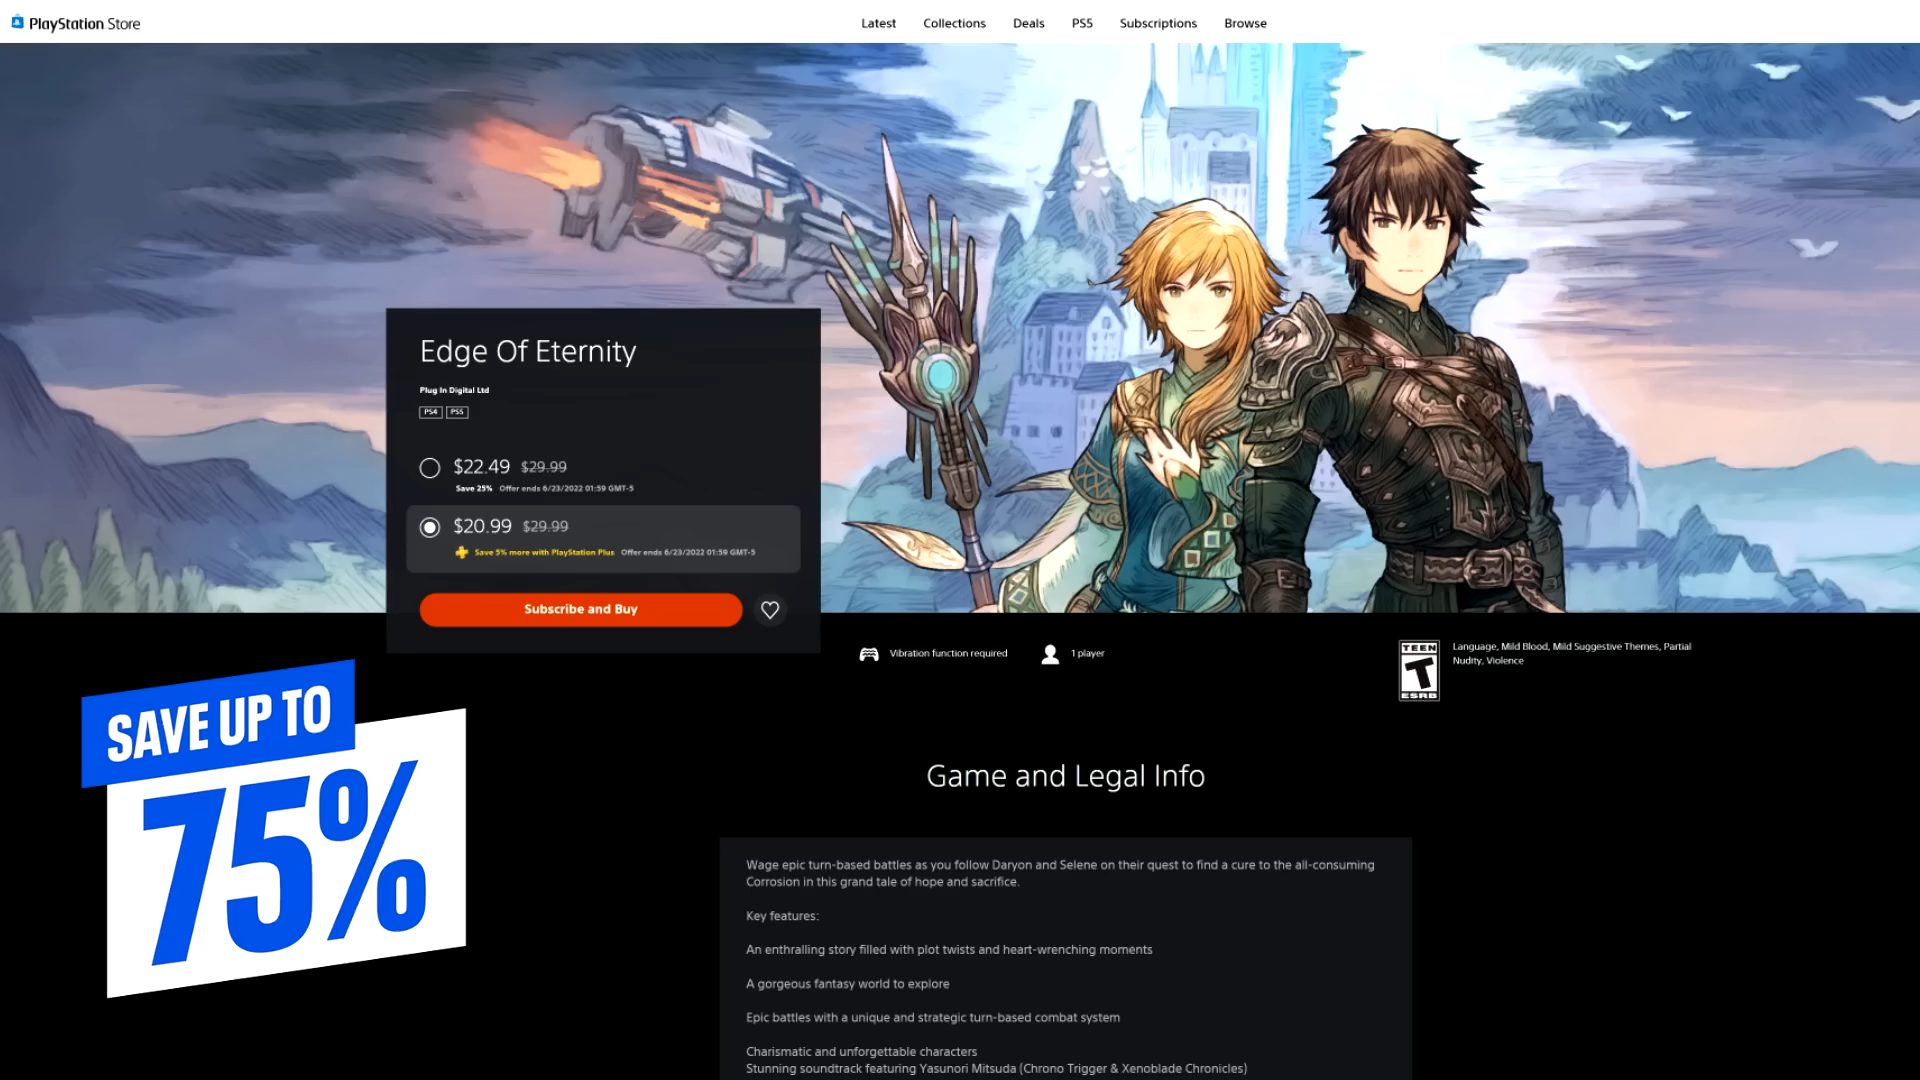 PlayStation Store
Latest
Collections
Deals
PS5
Subscriptions
Browse
Edge Of Eternity
Plug In Digital Ltd
PS4 PS5
$22.49 $29.99
Save 25% Offer ends 6/23/2022 01:59 GMT-5
$20.99 $29.99
Save 5% more with PlayStation Plus Offer ends 6/23/2022 01:59 GMT-5
Subscribe and Buy
Vibration function required
1 player
TEEN
T
ESRB
Language, Mild Blood, Mild Suggestive Themes, Partial
Nudity, Violence
SAVE UP TO
75%
Game and Legal Info
Wage epic turn-based battles as you follow Daryon and Selene on their quest to find a cure to the all-consuming
Corrosion in this grand tale of hope and sacrifice.
Key features:
An enthralling story filled with plot twists and heart-wrenching moments
A gorgeous fantasy world to explore
Epic battles with a unique and strategic turn-based combat system
Charismatic and unforgettable characters
Stunning soundtrack featuring Yasunori Mitsuda (Chrono Trigger & Xenoblade Chronicles)